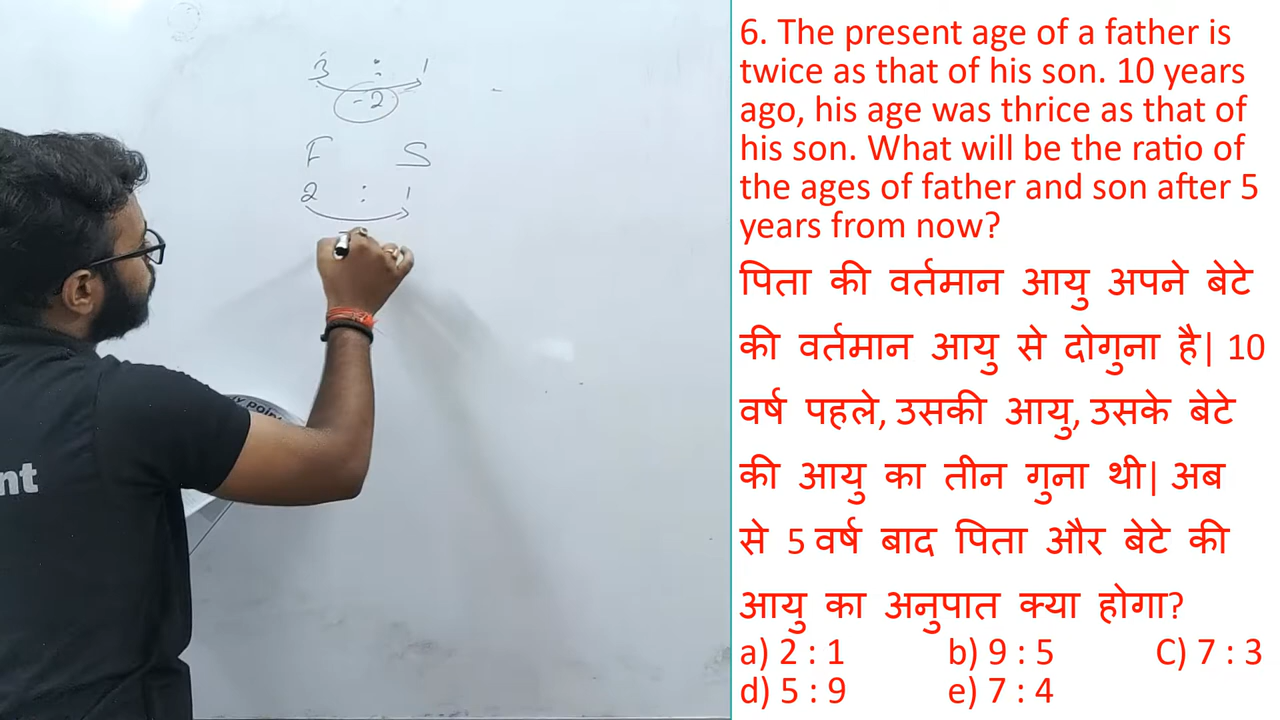 3 : 1
-2
F S
2 : 1
nt
6. The present age of a father is
twice as that of his son. 10 years
ago, his age was thrice as that of
his son. What will be the ratio of
the ages of father and son after 5
years from now?
पिता की वर्तमान आयु अपने बेटे
की वर्तमान आयु से दोगुना है| 10
वर्ष पहले, उसकी आयु, उसके बेटे
की आयु का तीन गुना थी| अब
से 5 वर्ष बाद पिता और बेटे की
आयु का अनुपात क्या होगा?
a) 2 : 1 b) 9 : 5 C) 7 : 3
d) 5 : 9 e) 7 : 4